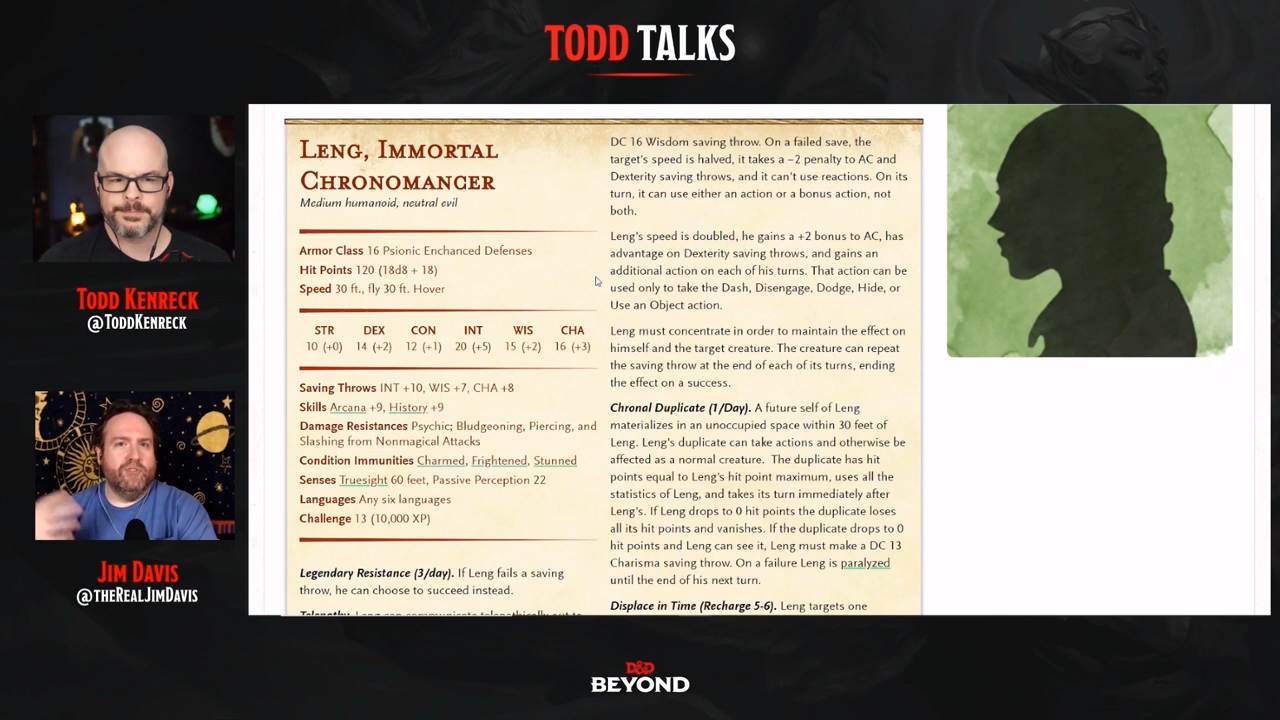 TODD TALKS
TODD KENRECK
@TODDKENRECK
JIM DAVIS
@THEREALJIMDAVIS
LENG, IMMORTAL
CHRONOMANCER
Medium humanoid, neutral evil
Armor Class 16 Psionic Enchanced Defenses
Hit Points 120 (18d8 + 18)
Speed 30 ft., fly 30 ft. Hover
STR DEX CON INT WIS CHA
10 (+0) 14 (+2) 12 (+1) 20 (+5) 15 (+2) 16 (+3)
Saving Throws INT +10, WIS +7, CHA +8
Skills Arcana +9, History +9
Damage Resistances Psychic; Bludgeoning, Piercing, and
Slashing from Nonmagical Attacks
Condition Immunities Charmed, Frightened, Stunned
Senses Truesight 60 feet, Passive Perception 22
Languages Any six languages
Challenge 13 (10,000 XP)
Legendary Resistance (3/day). If Leng fails a saving
throw, he can choose to succeed instead.
Telepathy. Leng can communicate telepathically out to
DC 16 Wisdom saving throw. On a failed save, the
target's speed is halved, it takes a −2 penalty to AC and
Dexterity saving throws, and it can't use reactions. On its
turn, it can use either an action or a bonus action, not
both.
Leng's speed is doubled, he gains a +2 bonus to AC, has
advantage on Dexterity saving throws, and gains an
additional action on each of his turns. That action can be
used only to take the Dash, Disengage, Dodge, Hide, or
Use an Object action.
Leng must concentrate in order to maintain the effect on
himself and the target creature. The creature can repeat
the saving throw at the end of each of its turns, ending
the effect on a success.
Chronal Duplicate (1/Day). A future self of Leng
materializes in an unoccupied space within 30 feet of
Leng. Leng's duplicate can take actions and otherwise be
affected as a normal creature. The duplicate has hit
points equal to Leng's hit point maximum, uses all the
statistics of Leng, and takes its turn immediately after
Leng's. If Leng drops to 0 hit points the duplicate loses
all its hit points and vanishes. If the duplicate drops to 0
hit points and Leng can see it, Leng must make a DC 13
Charisma saving throw. On a failure Leng is paralyzed
until the end of his next turn.
Displace in Time (Recharge 5-6). Leng targets one
D&D
BEYOND